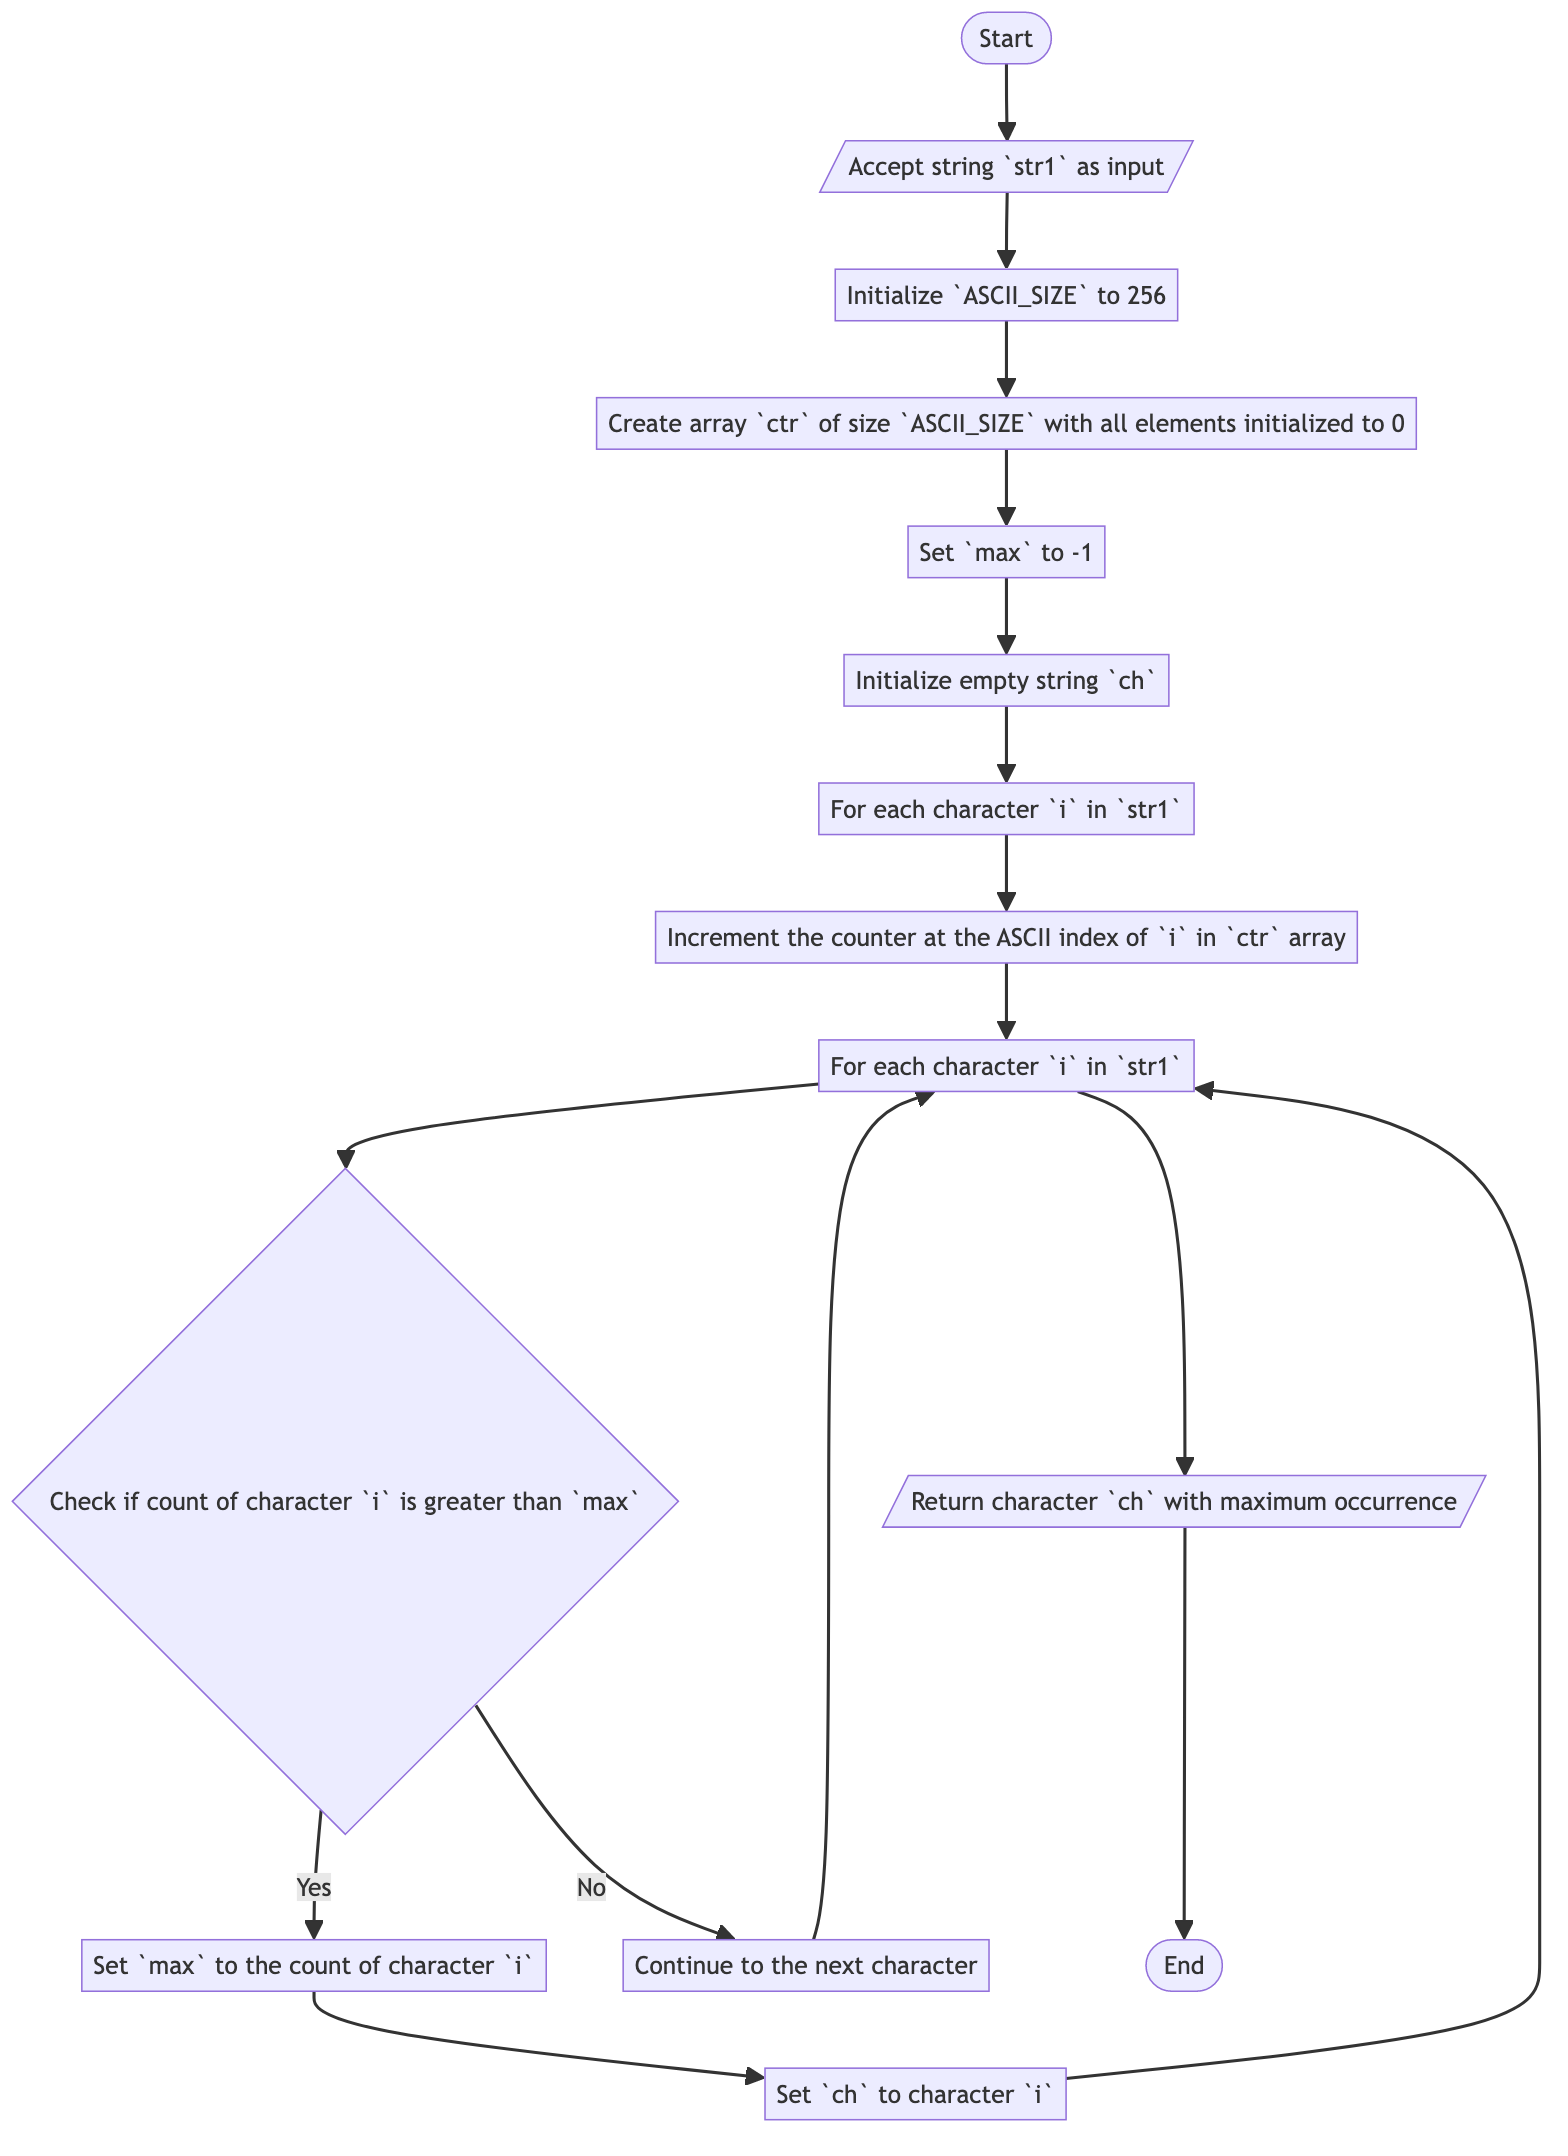 Start
Accept string `str1` as input
Initialize `ASCII_SIZE` to 256
Create array `ctr` of size `ASCII_SIZE` with all elements initialized to 0
Set `max` to -1
Initialize empty string `ch`
For each character `i` in `str1`
Increment the counter at the ASCII index of `i` in `ctr` array
For each character `i` in `str1`
Check if count of character `i` is greater than `max`
Return character `ch` with maximum occurrence
Yes
No
Set `max` to the count of character `i`
Continue to the next character
End
Set `ch` to character `i`